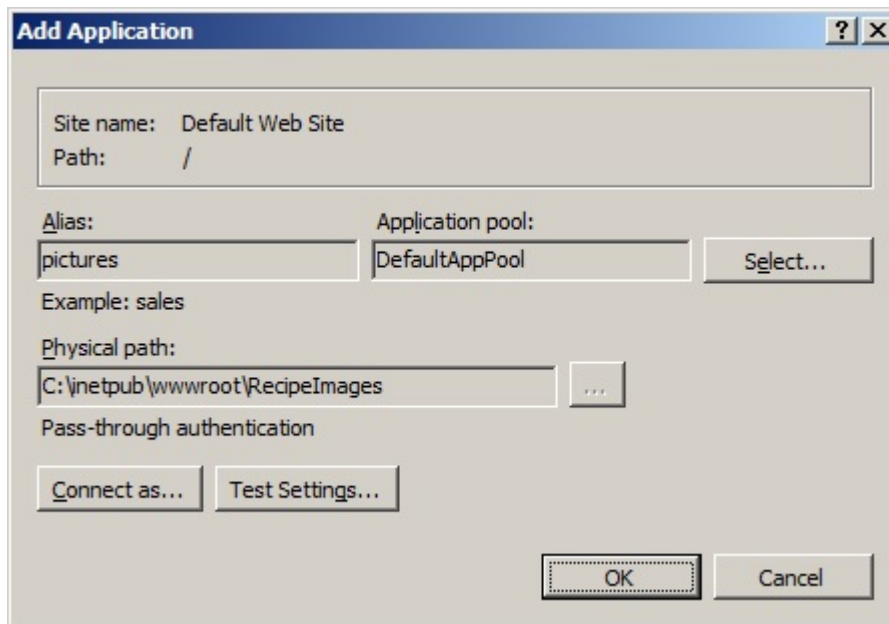 Add Application
Site name: Default Web Site
Path: /
Alias: Application pool:
pictures DefaultAppPool Select...
Example: sales
Physical path:
C:\inetpub\wwwroot\RecipeImages ...
Pass-through authentication
Connect as... Test Settings...
OK Cancel